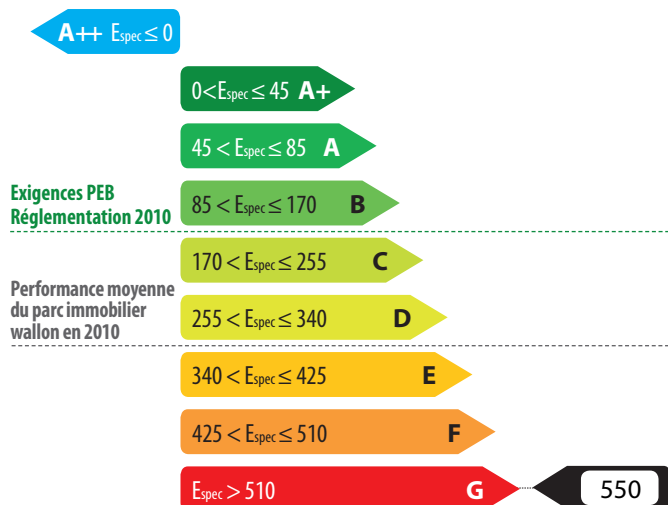 A++ Espec ≤ 0
0<Espec ≤ 45 A+
45 < Espec ≤ 85 A
Exigences PEB
Réglementation 2010
85 < Espec ≤ 170 B
170 < Espec ≤ 255 C
Performance moyenne
du parc immobilier
wallon en 2010
255 < Espec ≤ 340 D
340 < Espec ≤ 425 E
425 < Espec ≤ 510 F
Espec > 510 G
550